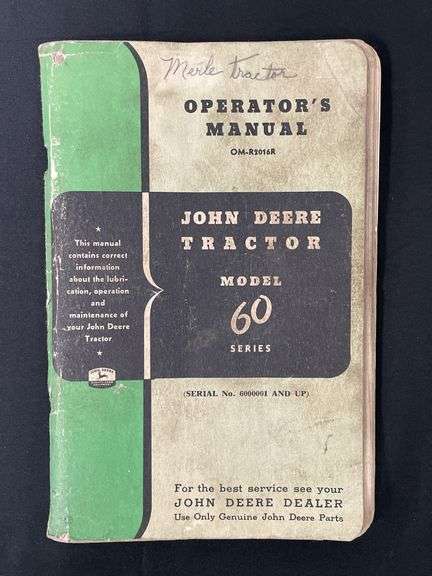 Merle Tractor
OPERATOR'S
MANUAL
OM-R2016R
JOHN DEERE
TRACTOR
MODEL
60
SERIES
★
This manual
contains correct
information
about the lubri-
cation, operation
and
maintenance of
your John Deere
Tractor
★
JOHN DEERE
(SERIAL No. 6000001 AND UP)
For the best service see your
JOHN DEERE DEALER
Use Only Genuine John Deere Parts